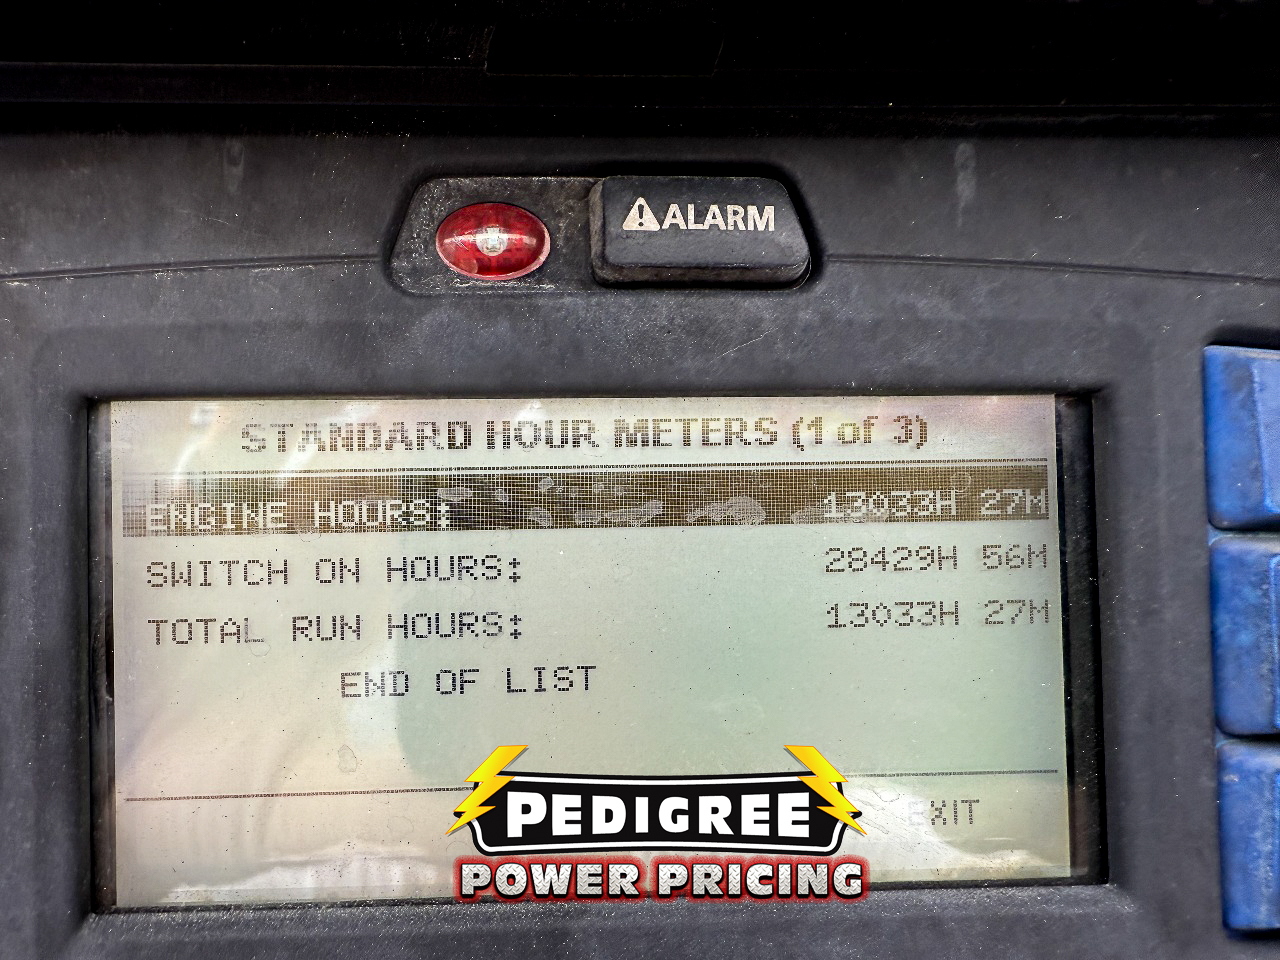 ALARM
STANDARD HOUR METERS (1 of 3)
ENGINE HOURS: 13033H 27M
SWITCH ON HOURS: 28429H 56M
TOTAL RUN HOURS: 13033H 27M
END OF LIST
EXIT
PEDIGREE
POWER PRICING